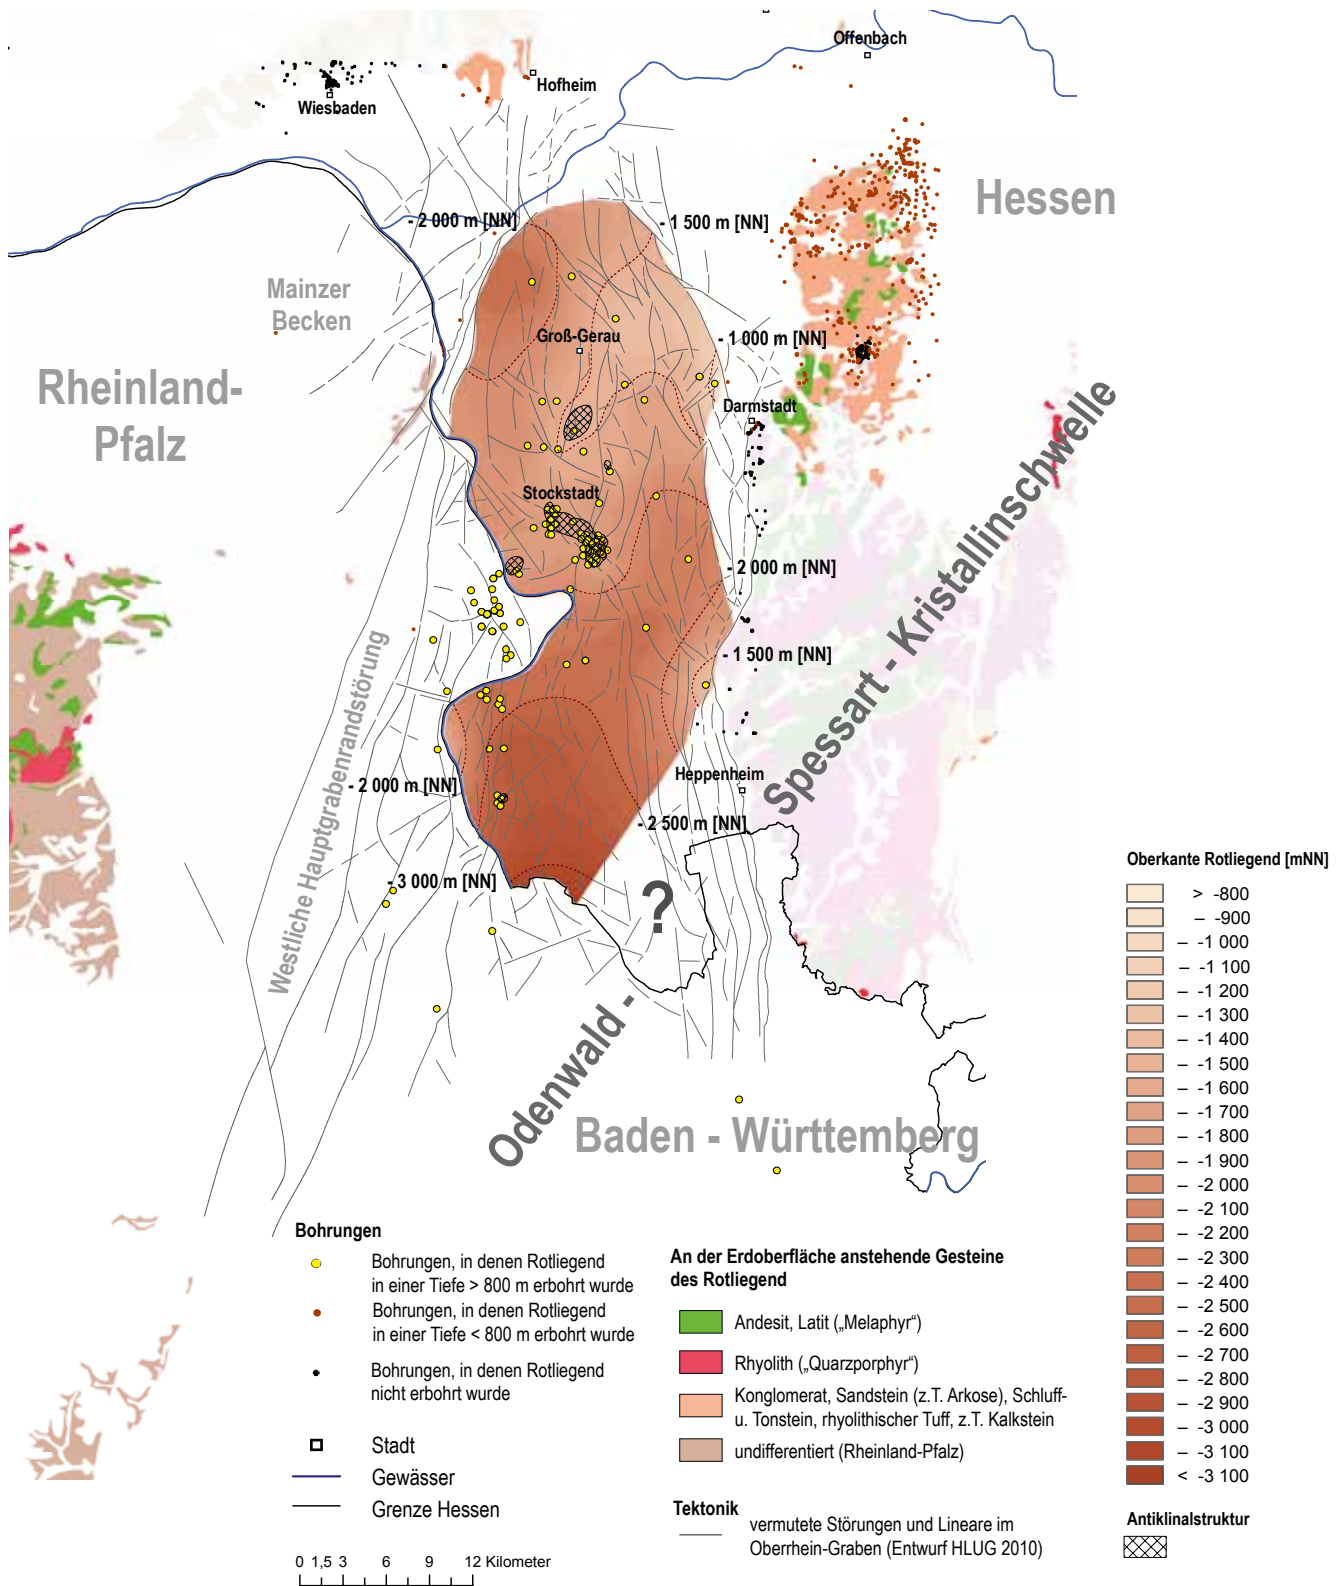 Offenbach
Hofheim
Wiesbaden
Hessen
- 2 000 m [NN]
- 1 500 m [NN]
Mainzer
Becken
Groß-Gerau
- 1 000 m [NN]
Rheinland-
Pfalz
Darmstadt
Stockstadt
- 2 000 m [NN]
- 1 500 m [NN]
Westliche Hauptgrabenrandstörung
Heppenheim
- 2 000 m [NN]
- 2 500 m [NN]
- 3 000 m [NN]
?
Odenwald - Spessart - Kristallinschwelle
Baden - Württemberg
Oberkante Rotliegend [mNN]
> -800
– -900
– -1 000
– -1 100
– -1 200
– -1 300
– -1 400
– -1 500
– -1 600
– -1 700
– -1 800
– -1 900
– -2 000
– -2 100
– -2 200
– -2 300
– -2 400
– -2 500
– -2 600
– -2 700
– -2 800
– -2 900
– -3 000
– -3 100
< -3 100
Antiklinalstruktur
Bohrungen
Bohrungen, in denen Rotliegend
in einer Tiefe > 800 m erbohrt wurde
Bohrungen, in denen Rotliegend
in einer Tiefe < 800 m erbohrt wurde
Bohrungen, in denen Rotliegend
nicht erbohrt wurde
Stadt
Gewässer
Grenze Hessen
0 1,5 3 6 9 12 Kilometer
An der Erdoberfläche anstehende Gesteine
des Rotliegend
Andesit, Latit („Melaphyr“)
Rhyolith („Quarzporphyr“)
Konglomerat, Sandstein (z.T. Arkose), Schluff-
u. Tonstein, rhyolithischer Tuff, z.T. Kalkstein
undifferentiert (Rheinland-Pfalz)
Tektonik
vermutete Störungen und Lineare im
Oberrhein-Graben (Entwurf HLUG 2010)